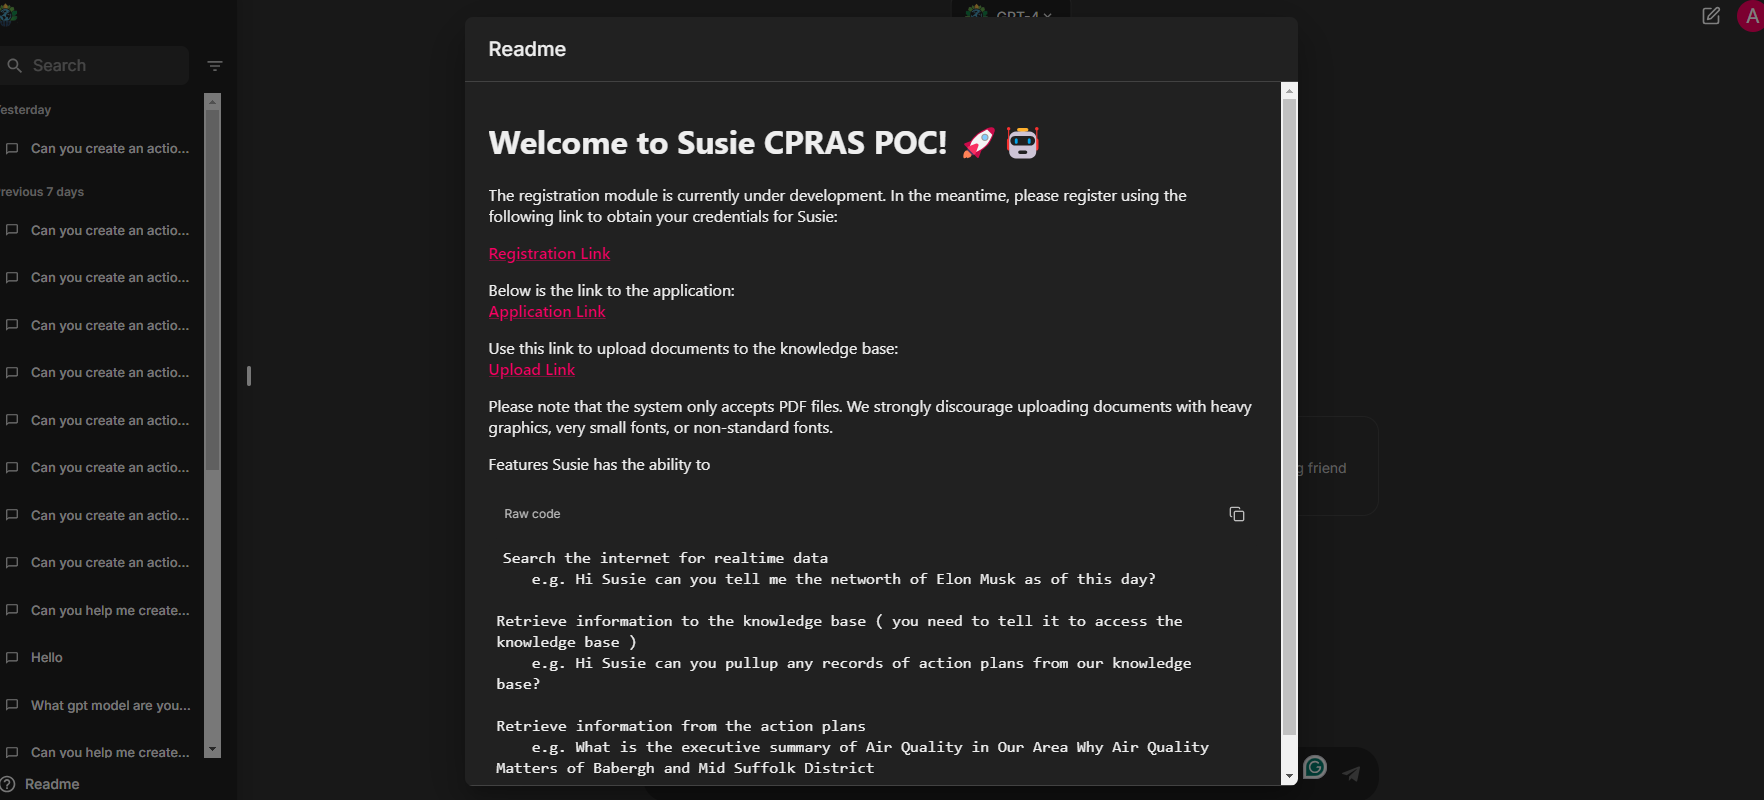 GPT-4
A
Search
esterday
Can you create an actio...
revious 7 days
Can you create an actio...
Can you create an actio...
Can you create an actio...
Can you create an actio...
Can you create an actio...
Can you create an actio...
Can you create an actio...
Can you create an actio...
Can you help me create...
Hello
What gpt model are you...
Can you help me create...
Readme
Readme
Welcome to Susie CPRAS POC! 🚀 🤖
The registration module is currently under development. In the meantime, please register using the
following link to obtain your credentials for Susie:
Registration Link
Below is the link to the application:
Application Link
Use this link to upload documents to the knowledge base:
Upload Link
Please note that the system only accepts PDF files. We strongly discourage uploading documents with heavy
graphics, very small fonts, or non-standard fonts.
Features Susie has the ability to
Raw code
Search the internet for realtime data
e.g. Hi Susie can you tell me the networth of Elon Musk as of this day?
Retrieve information to the knowledge base ( you need to tell it to access the
knowledge base )
e.g. Hi Susie can you pullup any records of action plans from our knowledge
base?
Retrieve information from the action plans
e.g. What is the executive summary of Air Quality in Our Area Why Air Quality
Matters of Babergh and Mid Suffolk District
g friend